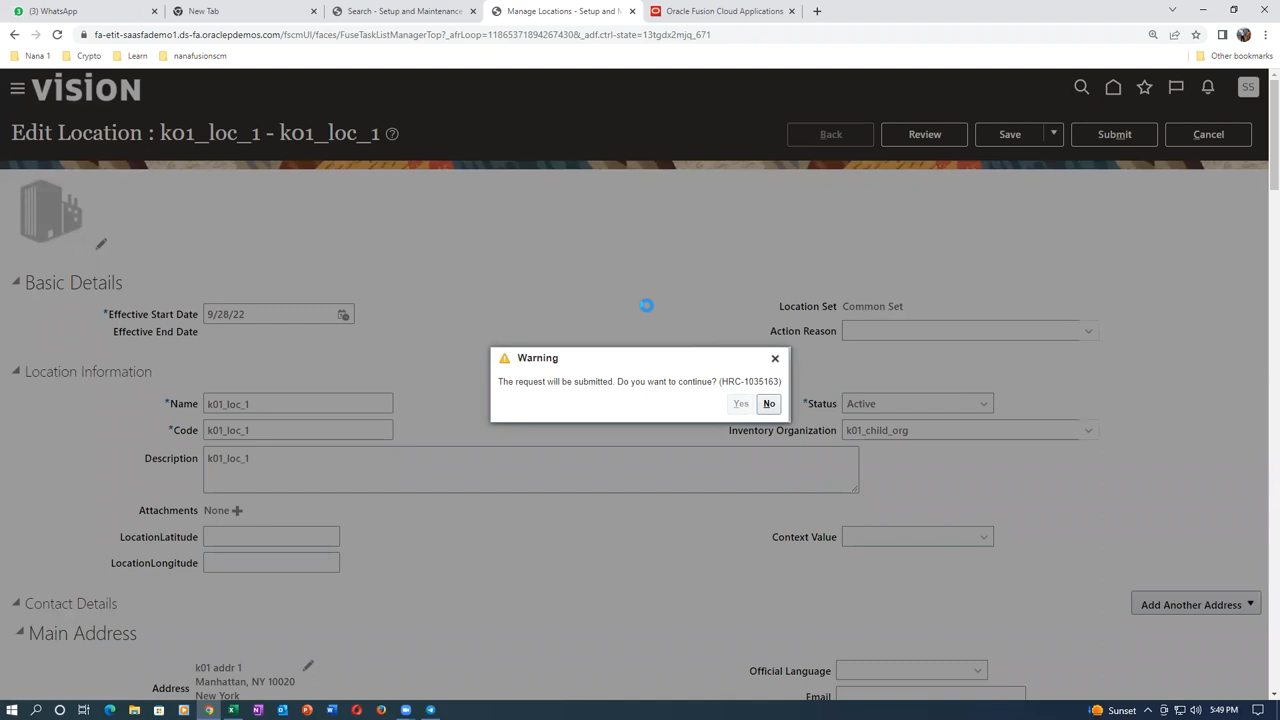 (3) WhatsApp
New Tab
Search - Setup and Maintenance
Manage Locations - Setup and M
Oracle Fusion Cloud Applications
fa-etit-saasfademo1.ds-fa.oraclepdemos.com/fscmUI/FuseTaskListManagerTop?_afrLoop=118653718942674308_adf.ctrl-state=13tgdx2mjq_671
Nana 1
Crypto
Learn
nanafusionscm
Other bookmarks
VISION
SS
Edit Location : k01_loc_1 - k01_loc_1
Back
Review
Save
Submit
Cancel
Basic Details
*Effective Start Date 9/28/22
Location Set Common Set
Effective End Date
Action Reason
Location Information
Warning
The request will be submitted. Do you want to continue? (HRC-1035163)
Yes
No
*Name k01_loc_1
*Status Active
*Code k01_loc_1
Inventory Organization k01_child_org
Description k01_loc_1
Attachments None
LocationLatitude
Context Value
LocationLongitude
Contact Details
Add Another Address
Main Address
k01 addr 1
Official Language
Manhattan, NY 10020
Address
New York
Email
Sunset
5:49 PM